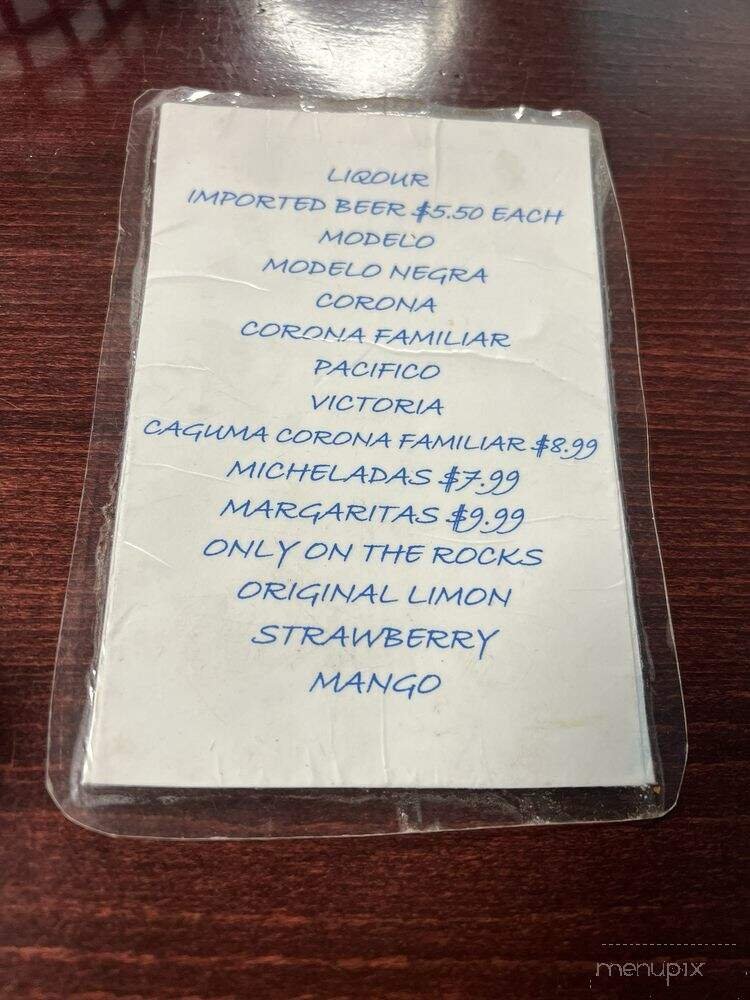 LIQOUR
IMPORTED BEER $5.50 EACH
MODELO
MODELO NEGRA
CORONA
CORONA FAMILIAR
PACIFICO
VICTORIA
CAGUMA CORONA FAMILIAR $8.99
MICHELADAS $7.99
MARGARITAS $9.99
ONLY ON THE ROCKS
ORIGINAL LIMON
STRAWBERRY
MANGO
menupix